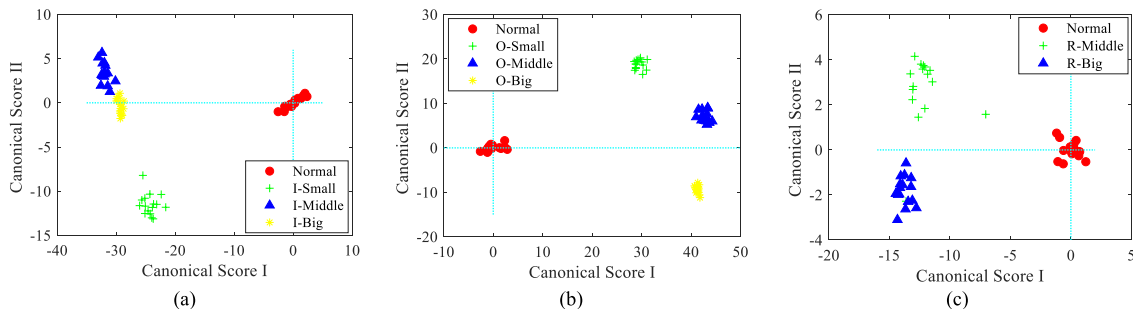 10
5
0
-5
-10
-15
-40
-30
-20
-10
0
10
Canonical Score II
Canonical Score I
Normal
I-Small
I-Middle
I-Big
(a)
30
20
10
0
-10
-20
-10
0
10
20
30
40
50
Canonical Score II
Canonical Score I
Normal
O-Small
O-Middle
O-Big
(b)
6
4
2
0
-2
-4
-20
-15
-10
-5
0
5
Canonical Score II
Canonical Score I
Normal
R-Middle
R-Big
(c)